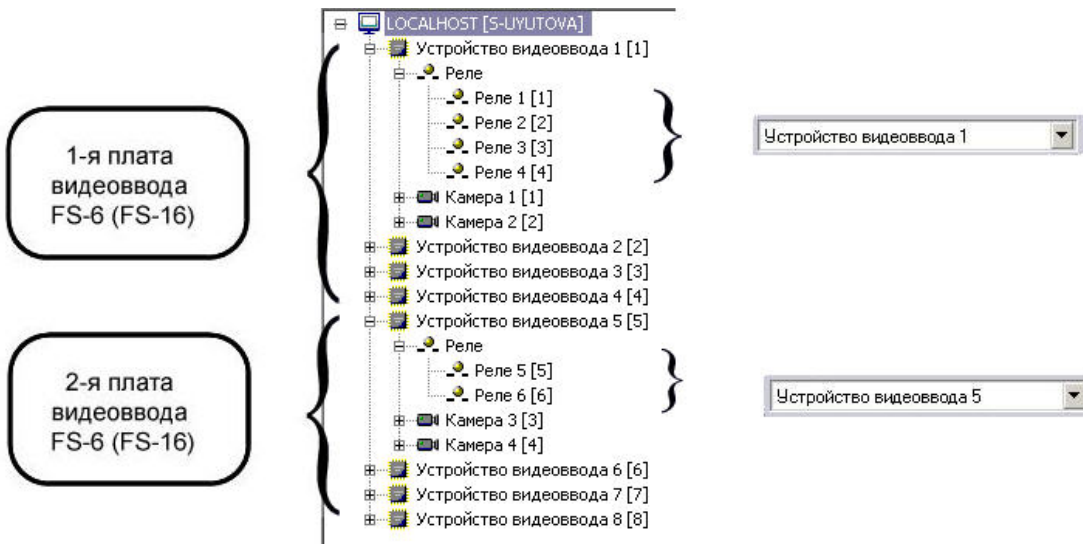 LOCALHOST [S-UYUTOVA]
Устройство видеоввода 1 [1]
Реле
Реле 1 [1]
Реле 2 [2]
Реле 3 [3]
Реле 4 [4]
Камера 1 [1]
Камера 2 [2]
Устройство видеоввода 2 [2]
Устройство видеоввода 3 [3]
Устройство видеоввода 4 [4]
Устройство видеоввода 5 [5]
Реле
Реле 5 [5]
Реле 6 [6]
Камера 3 [3]
Камера 4 [4]
Устройство видеоввода 6 [6]
Устройство видеоввода 7 [7]
Устройство видеоввода 8 [8]
1-я плата
видеоввода
FS-6 (FS-16)
2-я плата
видеоввода
FS-6 (FS-16)
Устройство видеоввода 1
Устройство видеоввода 5